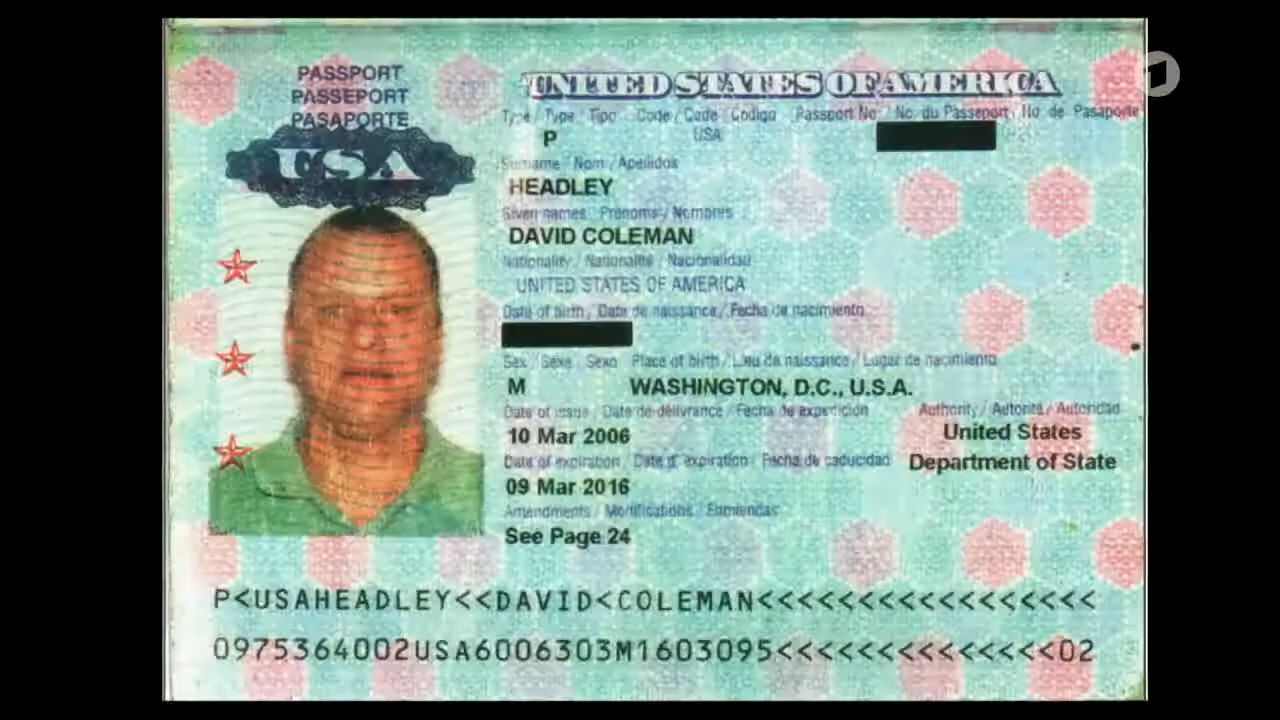 PASSPORT
PASSEPORT
PASAPORTE
USA
UNITED STATES OF AMERICA
Type / Type / Tipo Code / Code / Codigo Passport No. / No. du Passeport / No. de Pasaporte
P USA
Surname / Nom / Apellidos
HEADLEY
Given names / Prénoms / Nombres
DAVID COLEMAN
Nationality / Nationalité / Nacionalidad
UNITED STATES OF AMERICA
Date of birth / Date de naissance / Fecha de nacimiento
Sex / Sexe / Sexo Place of birth / Lieu de naissance / Lugar de nacimiento
M WASHINGTON, D.C., U.S.A.
Date of issue / Date de délivrance / Fecha de expedición Authority / Autorité / Autoridad
10 Mar 2006 United States
Date of expiration / Date d' expiration / Fecha de caducidad Department of State
09 Mar 2016
Amendments / Modifications / Enmiendas
See Page 24
P<USAHEADLEY<<DAVID<COLEMAN<<<<<<<<<<<<<<<<<
0975364002USA6006303M1603095<<<<<<<<<<<<<<02
1